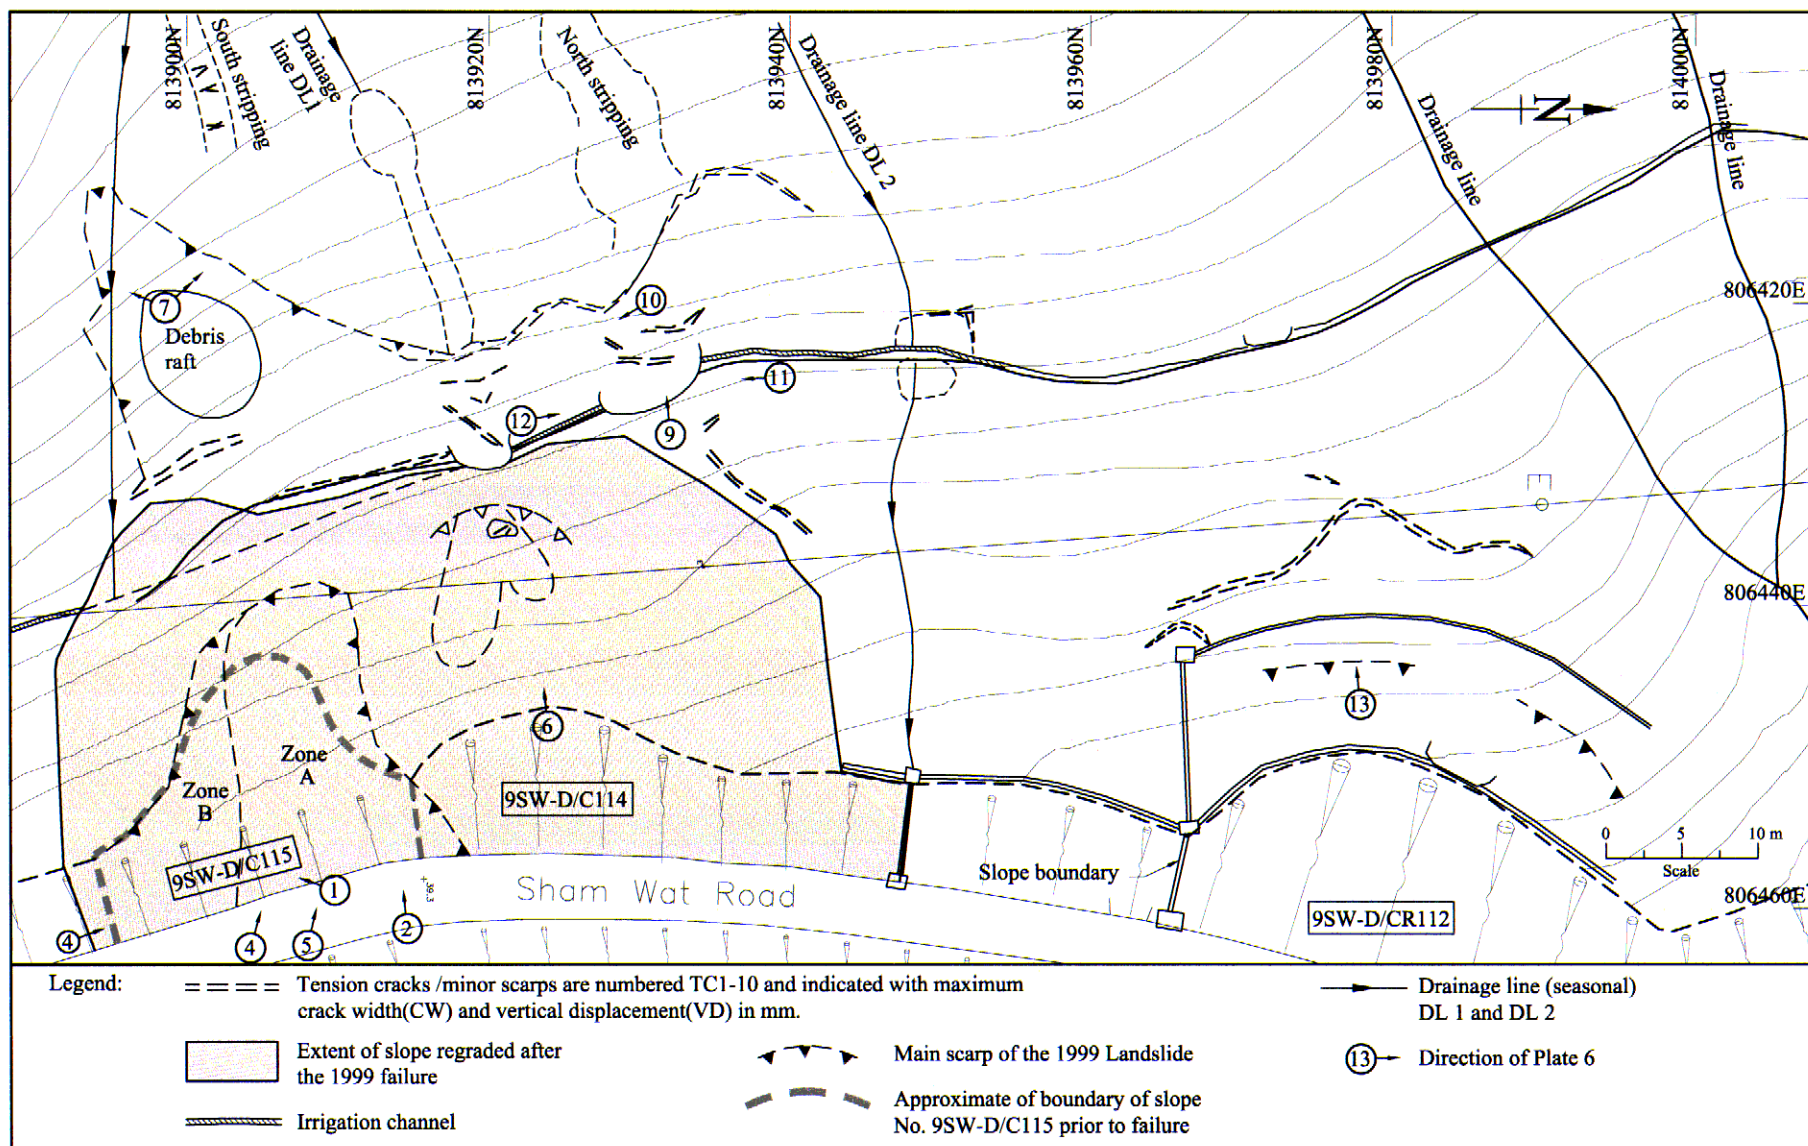 813900N
South stripping
Drainage
line DL1
813920N
North stripping
813940N
Drainage line DL 2
813960N
813980N
Drainage line
N
814000N
Drainage line
806420E
7
Debris
raft
10
11
12
9
E
806440E
13
6
Zone
A
Zone
B
9SW-D/C114
9SW-D/C115
1
4
4
5
2
39.3
Sham Wat Road
Slope boundary
9SW-D/CR112
0 5 10 m
Scale
806460E
Legend:
Tension cracks /minor scarps are numbered TC1-10 and indicated with maximum
crack width(CW) and vertical displacement(VD) in mm.
Extent of slope regraded after
the 1999 failure
Irrigation channel
Main scarp of the 1999 Landslide
Approximate of boundary of slope
No. 9SW-D/C115 prior to failure
Drainage line (seasonal)
DL 1 and DL 2
13
Direction of Plate 6